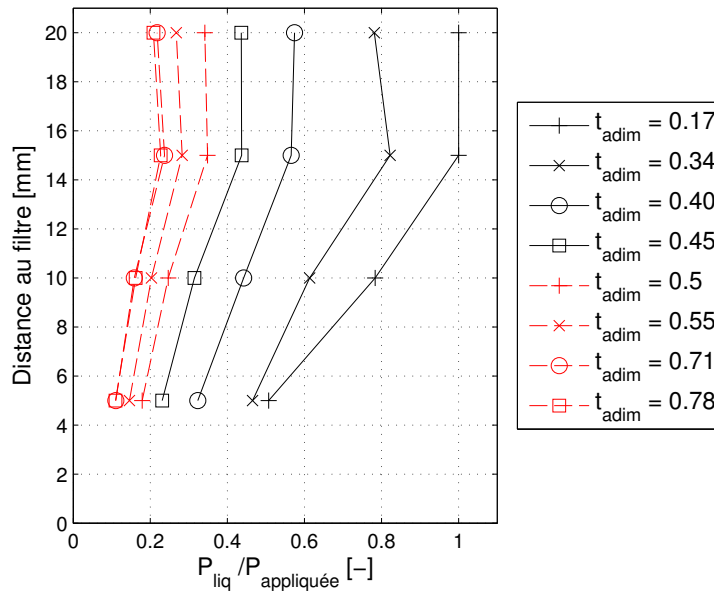 20
18
16
14
12
10
8
6
4
2
0
Distance au filtre [mm]
0 0.2 0.4 0.6 0.8 1
P_liq /P_appliquée [−]
t_adim = 0.17
t_adim = 0.34
t_adim = 0.40
t_adim = 0.45
t_adim = 0.5
t_adim = 0.55
t_adim = 0.71
t_adim = 0.78